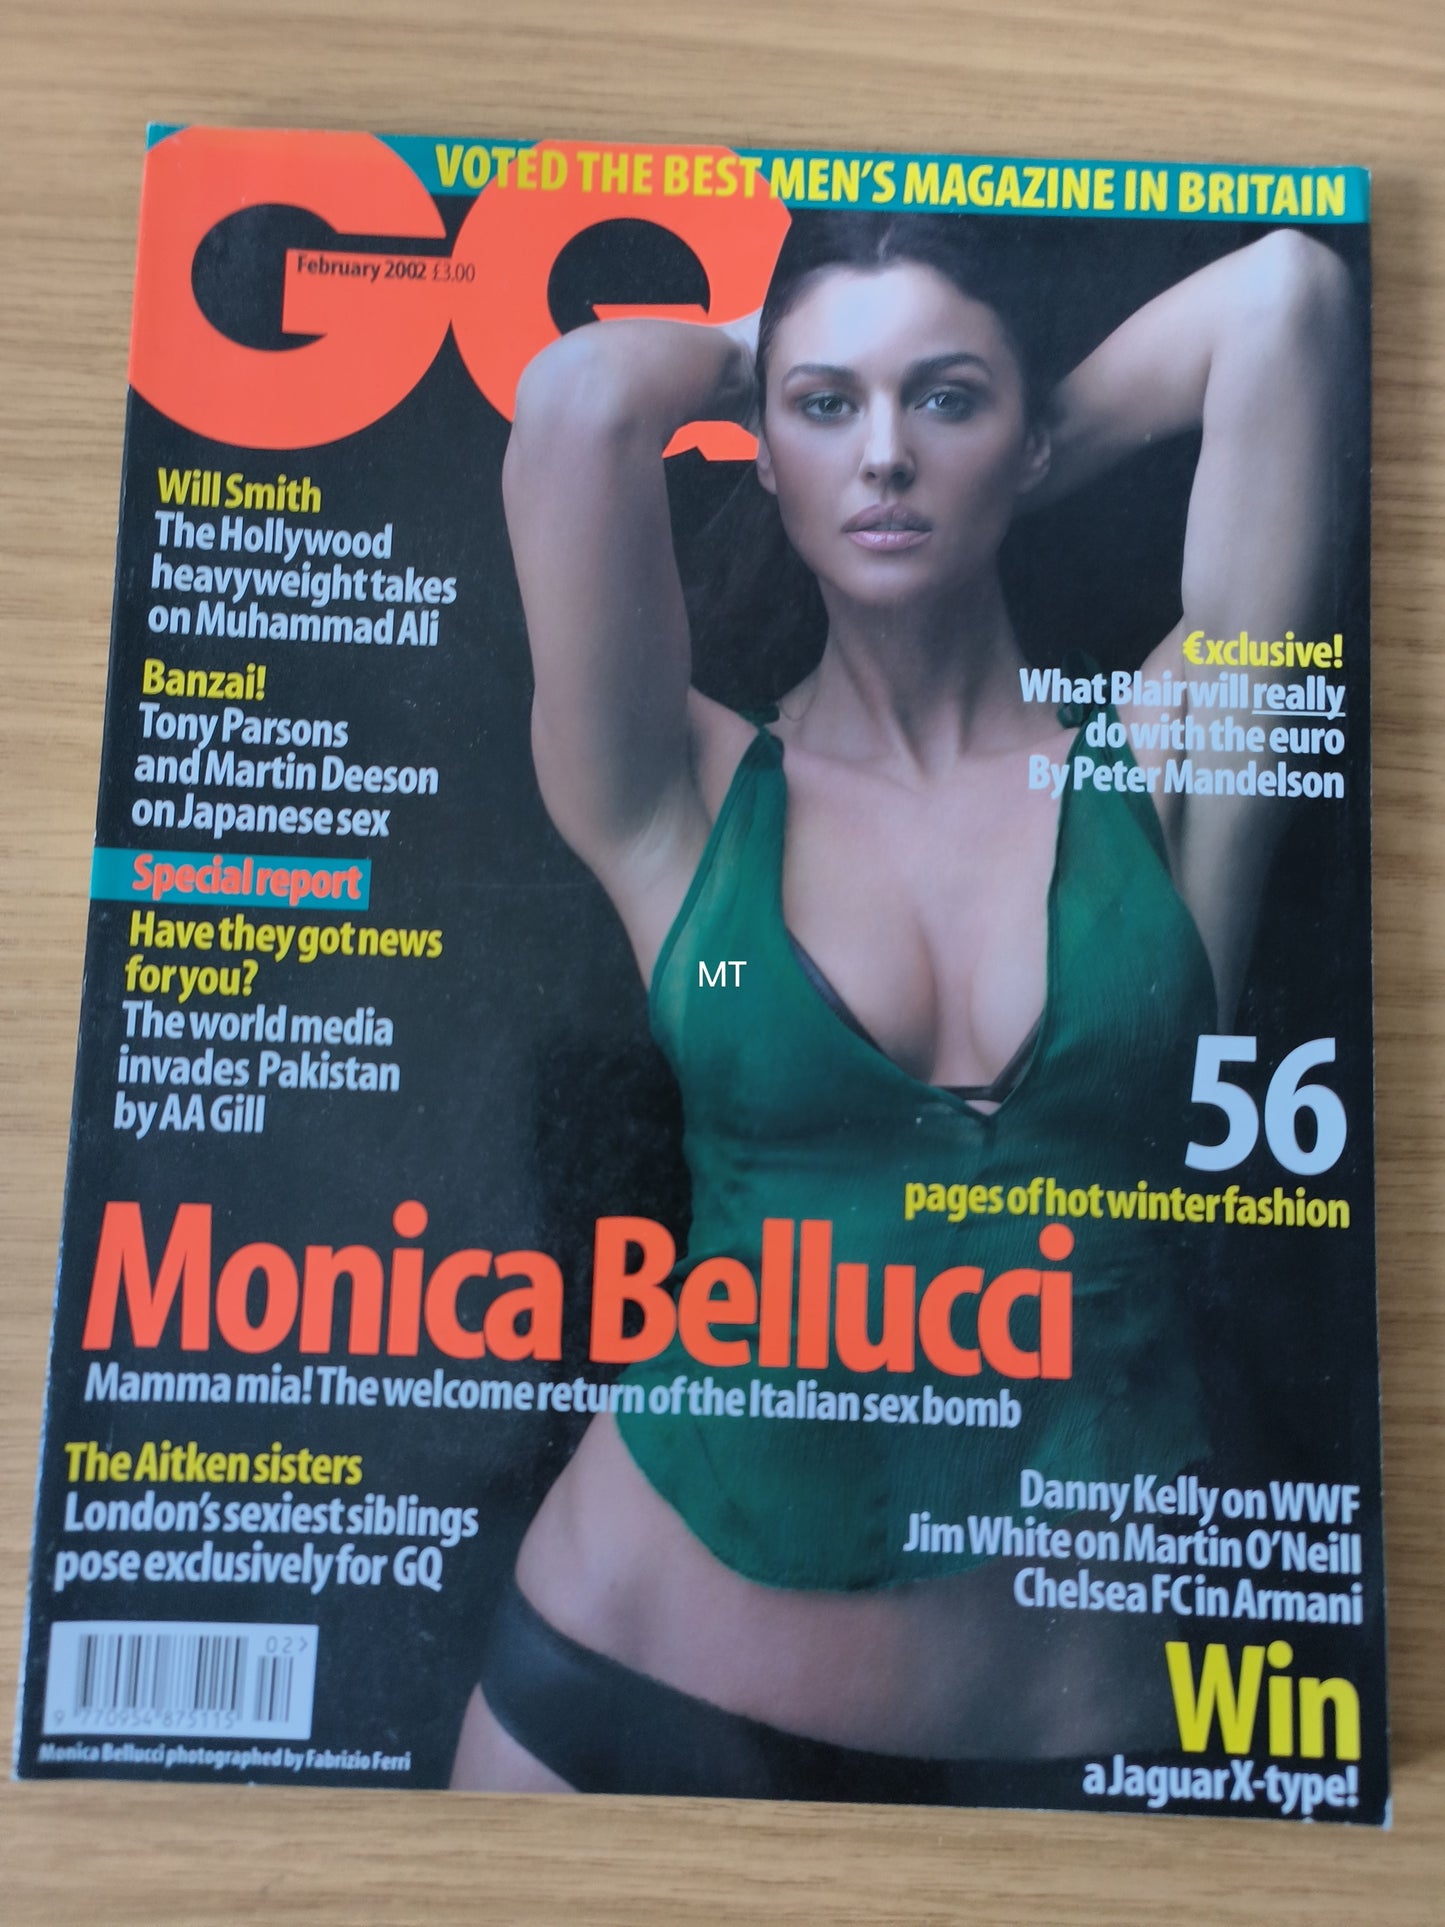 VOTED THE BEST MEN'S MAGAZINE IN BRITAIN
GQ
February 2002 £3.00
Will Smith
The Hollywood
heavyweight takes
on Muhammad Ali
Banzai!
Tony Parsons
and Martin Deeson
on Japanese sex
Special report
Have they got news
for you?
The world media
invades Pakistan
by AA Gill
€xclusive!
What Blair will really
do with the euro
By Peter Mandelson
MT
56
pages of hot winter fashion
Monica Bellucci
Mamma mia! The welcome return of the Italian sex bomb
The Aitken sisters
London's sexiest siblings
pose exclusively for GQ
Danny Kelly on WWF
Jim White on Martin O'Neill
Chelsea FC in Armani
Win
a Jaguar X-type!
02>
9 770954 875115
Monica Bellucci photographed by Fabrizio Ferri